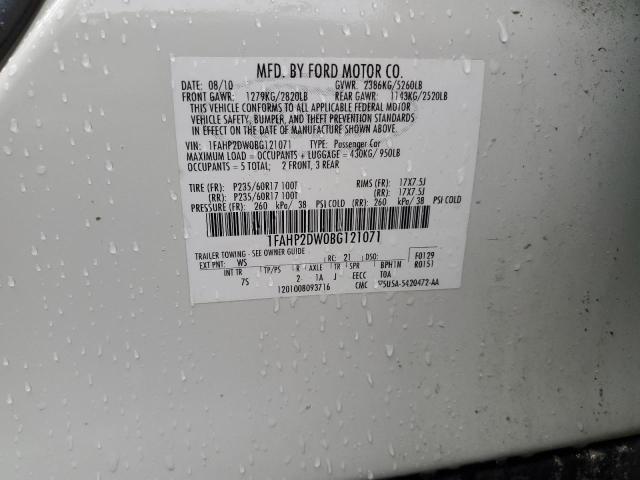 MFD. BY FORD MOTOR CO.
DATE: 08/10 GVWR: 2386KG/5260LB
FRONT GAWR: 1279KG/2820LB REAR GAWR: 1143KG/2520LB
THIS VEHICLE CONFORMS TO ALL APPLICABLE FEDERAL MOTOR
VEHICLE SAFETY, BUMPER, AND THEFT PREVENTION STANDARDS
IN EFFECT ON THE DATE OF MANUFACTURE SHOWN ABOVE.
VIN: 1FAHP2DW0BG121071 TYPE: Passenger Car
MAXIMUM LOAD = OCCUPANTS + LUGGAGE = 430KG/950LB
OCCUPANTS = 5 TOTAL: 2 FRONT, 3 REAR
TIRE (FR): P235/60R17 100T RIMS (FR): 17X7.5J
(RR): P235/60R17 100T (RR): 17X7.5J
PRESSURE (FR): 260 kPa/ 38 PSI COLD (RR): 260 kPa/ 38 PSI COLD
1FAHP2DW0BG121071
TRAILER TOWING - SEE OWNER GUIDE
EXT PNT: WS RC: 21 DSO: F0129
INT TR TP/PS R AXLE TR SPR BPH1N R0151
7S 2- 1A J EEUCC TOA
1201008093716 CMC 5U5A-5420472-AA